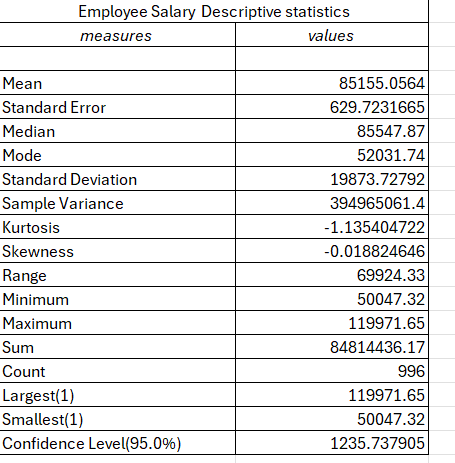 Employee Salary Descriptive statistics
measures values
Mean 85155.0564
Standard Error 629.7231665
Median 85547.87
Mode 52031.74
Standard Deviation 19873.72792
Sample Variance 394965061.4
Kurtosis -1.135404722
Skewness -0.018824646
Range 69924.33
Minimum 50047.32
Maximum 119971.65
Sum 84814436.17
Count 996
Largest(1) 119971.65
Smallest(1) 50047.32
Confidence Level(95.0%) 1235.737905